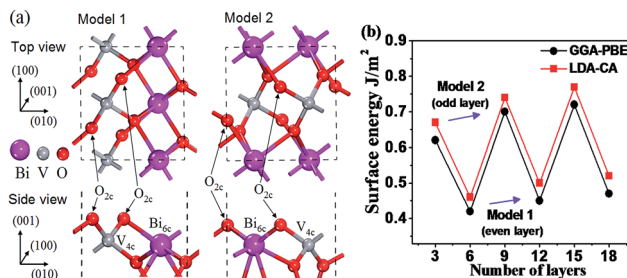 (a)
Model 1
Model 2
Top view
(100)
(001)
(010)
Bi V O
O2c O2c
O2c
Side view
(001)
(100)
(010)
V4c
Bi6c
Bi6c
V4c
(b)
GGA-PBE
LDA-CA
Surface energy J/m²
0.9
0.8
0.7
0.6
0.5
0.4
Model 2
(odd layer)
Model 1
(even layer)
3 6 9 12 15 18
Number of layers